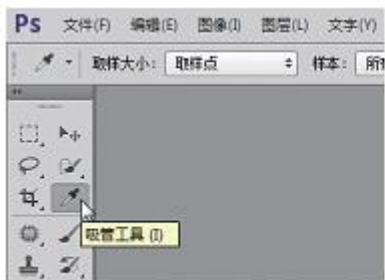 Ps 文件(F) 编辑(E) 图像(I) 图层(L) 文字(Y)
取样大小: 取样点 样本: 所
吸管工具 (I)